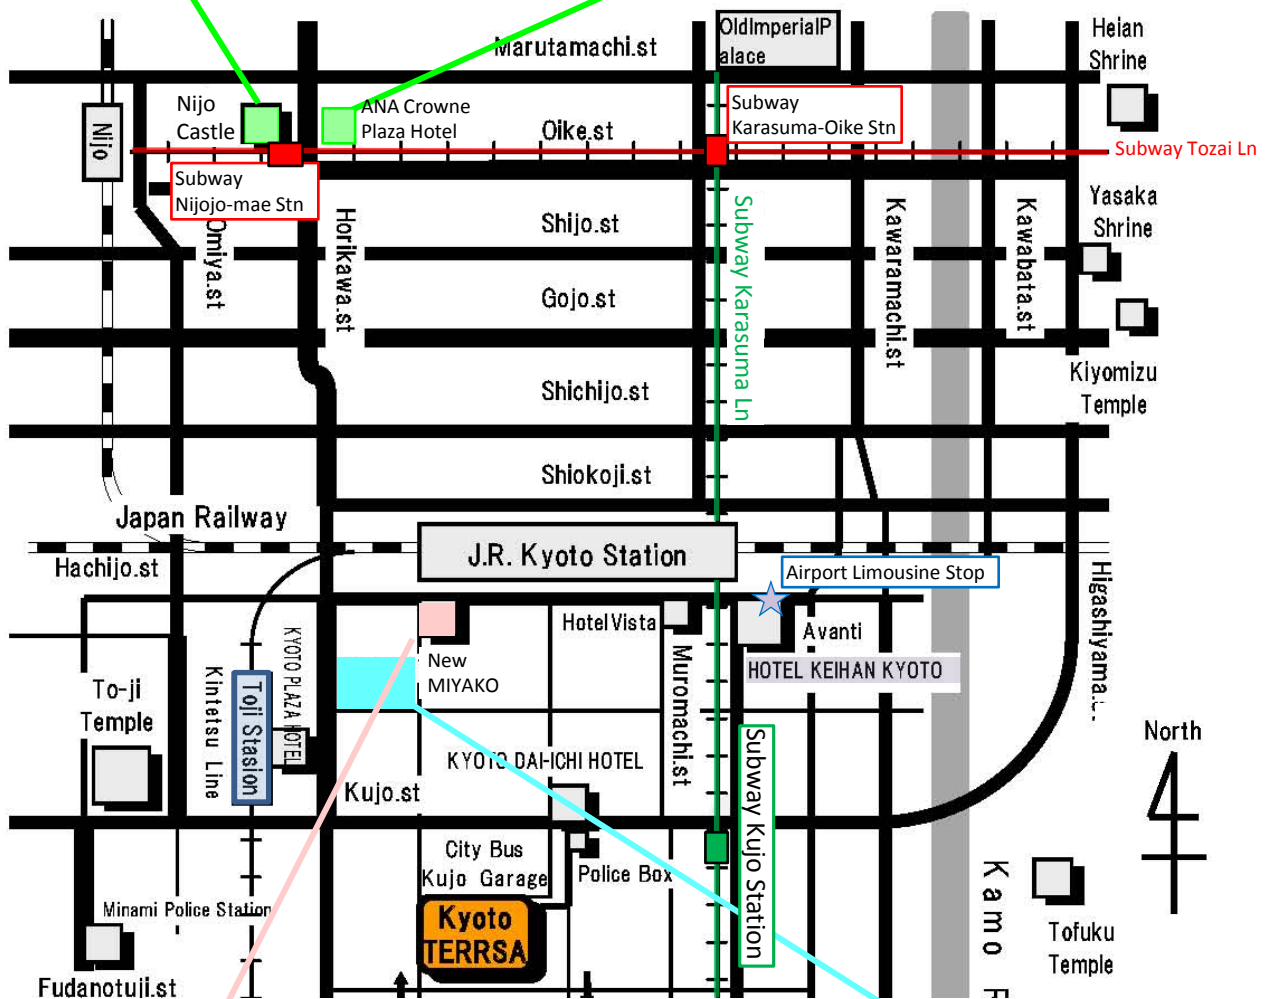 OldImperialP
alace
Heian
Shrine
Marutamachi.st
Nijo
Castle
ANA Crowne
Plaza Hotel
Subway
Karasuma-Oike Stn
Oike.st
Nijo
Subway Tozai Ln
Subway
Nijojo-mae Stn
Yasaka
Shrine
Omiya.st
Horikawa.st
Shijo.st
Subway Karasuma Ln
Kawaramachi.st
Kawabata.st
Gojo.st
Kiyomizu
Temple
Shichijo.st
Shiokoji.st
Japan Railway
J.R. Kyoto Station
Hachijo.st
Airport Limousine Stop
Higashiyama.
Hotel Vista
Avanti
New
MIYAKO
HOTEL KEIHAN KYOTO
KYOTO PLAZA HOTEL
Kintetsu Line
Toji Stasion
Muromachi.st
To-ji
Temple
North
KYOTO DAI-ICHI HOTEL
Subway Kujo Station
Kujo.st
City Bus
Kujo Garage
Police Box
Kamo
Minami Police Station
Kyoto
TERRSA
Tofuku
Temple
Fudanotuji.st